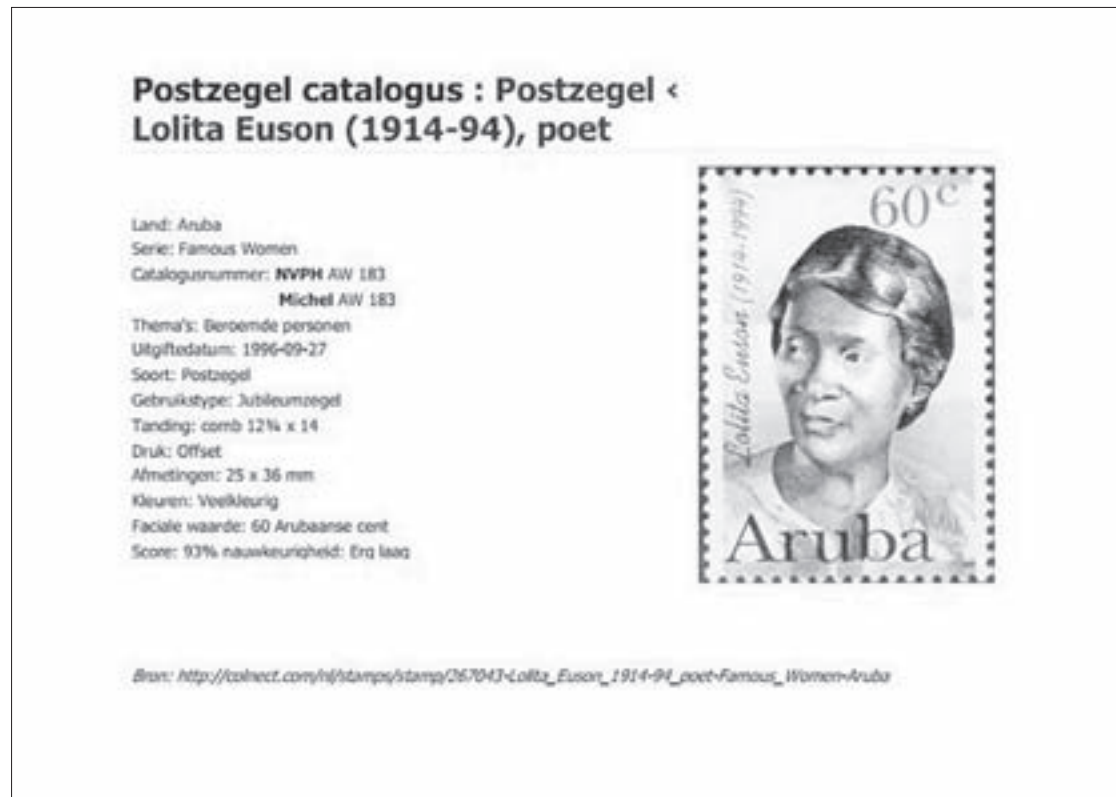 Postzegel catalogus : Postzegel ‹
Lolita Euson (1914-94), poet
Land: Aruba
Serie: Famous Women
Catalogusnummer: NVPH AW 183
Michel AW 183
Thema's: Beroemde personen
Uitgiftedatum: 1996-09-27
Soort: Postzegel
Gebruikstype: Jubileumzegel
Tanding: comb 12¾ x 14
Druk: Offset
Afmetingen: 25 x 36 mm
Kleuren: Veelkleurig
Faciale waarde: 60 Arubaanse cent
Score: 93% nauwkeurigheid: Erg laag
60c
Lolita Euson (1914-1994)
Aruba
Bron: http://colnect.com/nl/stamps/stamp/267043-Lolita_Euson_1914-94_poet-Famous_Women-Aruba